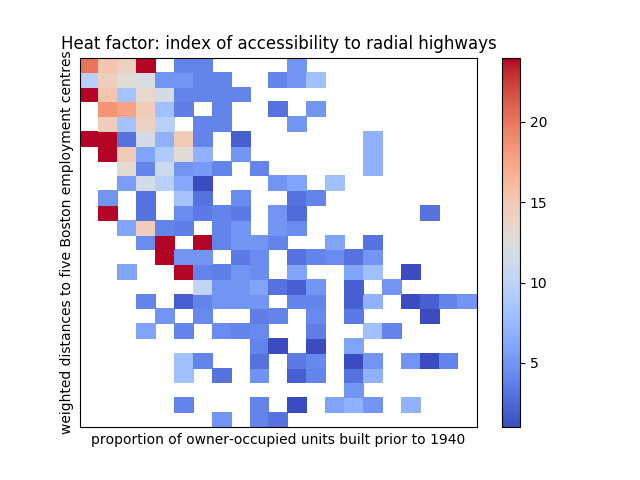 Heat factor: index of accessibility to radial highways
weighted distances to five Boston employment centres
20
15
10
5
proportion of owner-occupied units built prior to 1940